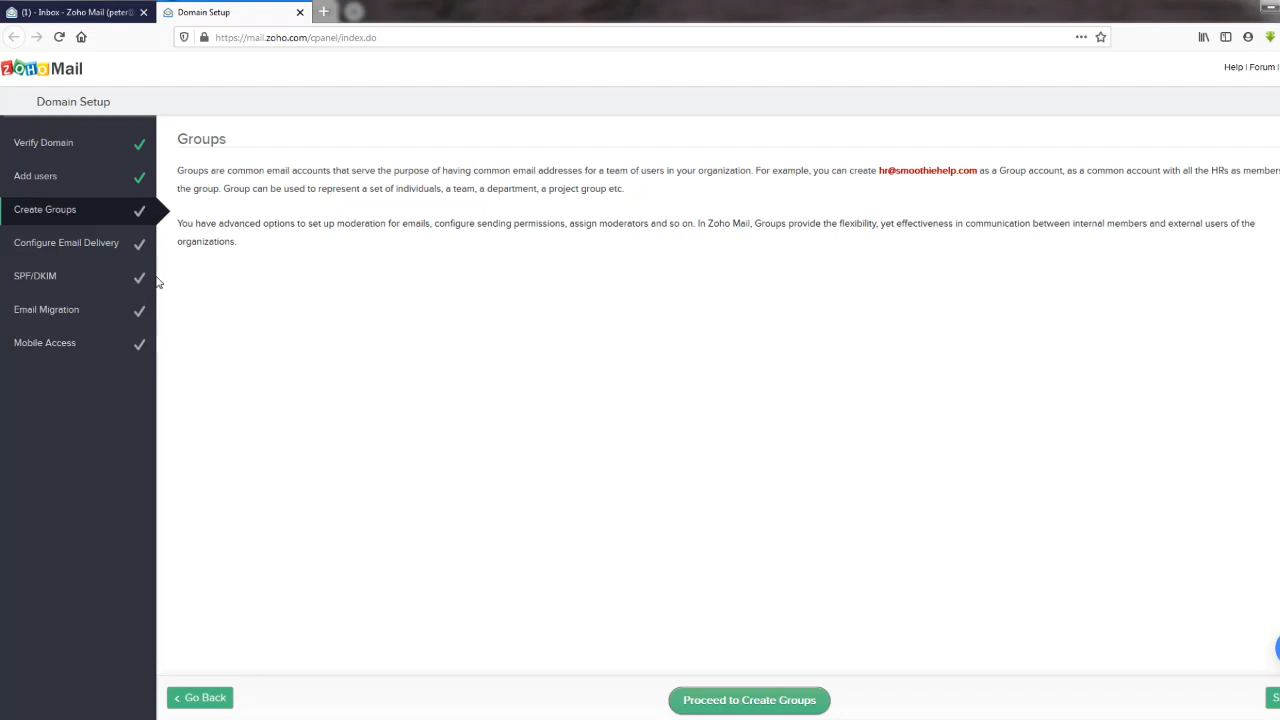 (1) - Inbox - Zoho Mail (peter@
Domain Setup
https://mail.zoho.com/cpanel/index.do
ZOHO Mail
Help | Forum |
Domain Setup
Verify Domain
Add users
Create Groups
Configure Email Delivery
SPF/DKIM
Email Migration
Mobile Access
Groups
Groups are common email accounts that serve the purpose of having common email addresses for a team of users in your organization. For example, you can create hr@smoothiehelp.com as a Group account, as a common account with all the HRs as members
the group. Group can be used to represent a set of individuals, a team, a department, a project group etc.
You have advanced options to set up moderation for emails, configure sending permissions, assign moderators and so on. In Zoho Mail, Groups provide the flexibility, yet effectiveness in communication between internal members and external users of the
organizations.
Go Back
Proceed to Create Groups
S